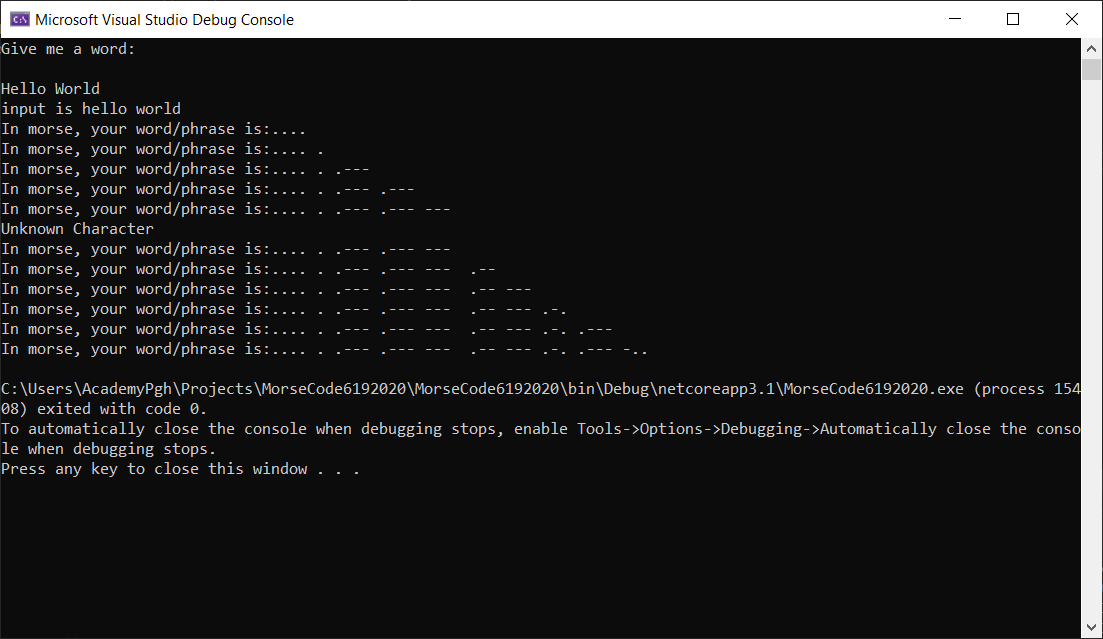 Microsoft Visual Studio Debug Console
Give me a word:
Hello World
input is hello world
In morse, your word/phrase is:....
In morse, your word/phrase is:.... .
In morse, your word/phrase is:.... . .---
In morse, your word/phrase is:.... . .--- .---
In morse, your word/phrase is:.... . .--- .--- ---
Unknown Character
In morse, your word/phrase is:.... . .--- .--- ---
In morse, your word/phrase is:.... . .--- .--- ---  .--
In morse, your word/phrase is:.... . .--- .--- ---  .-- ---
In morse, your word/phrase is:.... . .--- .--- ---  .-- --- .-.
In morse, your word/phrase is:.... . .--- .--- ---  .-- --- .-. .---
In morse, your word/phrase is:.... . .--- .--- ---  .-- --- .-. .--- -..
C:\Users\AcademyPgh\Projects\MorseCode6192020\MorseCode6192020\bin\Debug\netcoreapp3.1\MorseCode6192020.exe (process 154
08) exited with code 0.
To automatically close the console when debugging stops, enable Tools->Options->Debugging->Automatically close the conso
le when debugging stops.
Press any key to close this window . . .